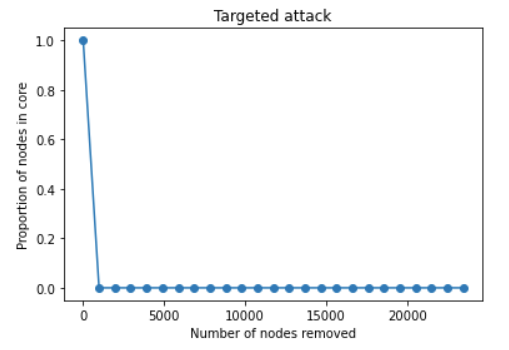 Targeted attack
1.0
0.8
0.6
0.4
0.2
0.0
Proportion of nodes in core
0 5000 10000 15000 20000
Number of nodes removed